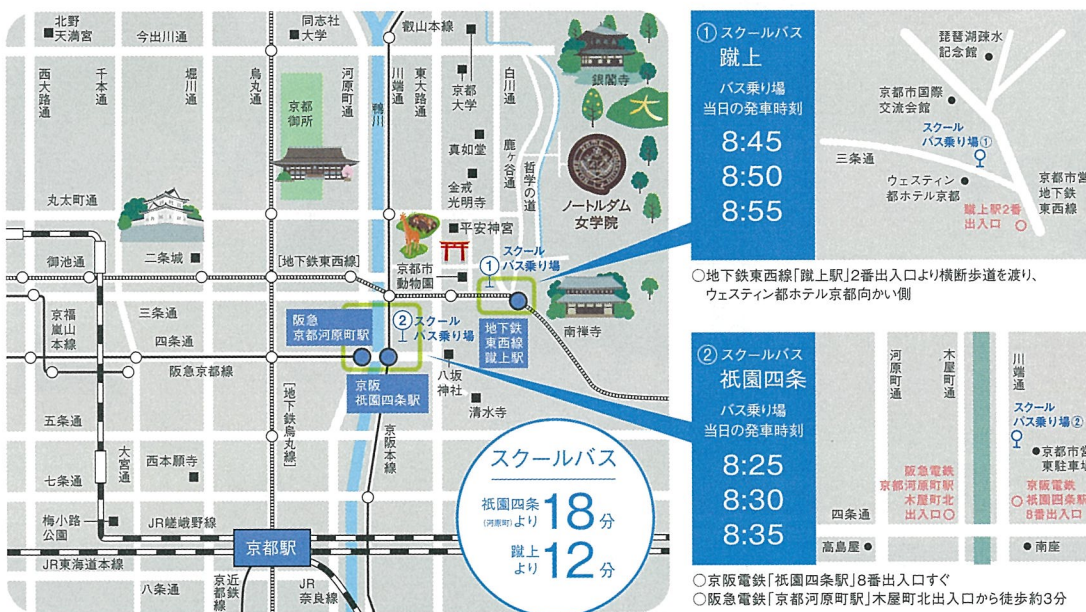 北野
天満宮
今出川通
同志社
大学
叡山本線
西大路通
千本通
堀川通
烏丸通
河原町通
鴨川
川端通
東大路通
京都
大学
白川通
銀閣寺
大
京都
御所
真如堂
鹿ヶ谷通
哲学の道
金戒
光明寺
ノートルダム
女学院
丸太町通
平安神宮
御池通
二条城
[地下鉄東西線]
京都市
動物園
①
スクール
バス乗り場
南禅寺
三条通
京福
嵐山
本線
四条通
阪急
京都河原町駅
②スクール
バス乗り場
地下鉄
東西線
蹴上駅
阪急京都線
京阪
祇園四条駅
八坂
神社
清水寺
五条通
大宮通
西本願寺
[地下鉄烏丸線]
京阪本線
七条通
梅小路
公園
JR嵯峨野線
京都駅
JR東海道本線
八条通
近鉄
京都線
JR
奈良線
スクールバス
祇園四条
(河原町)より18分
蹴上
より12分
①スクールバス
蹴上
バス乗り場
当日の発車時刻
8:45
8:50
8:55
琵琶湖疎水
記念館
京都市国際
交流会館
スクール
バス乗り場①
三条通
ウェスティン
都ホテル京都
京都市営
地下鉄
東西線
蹴上駅2番
出入口
○地下鉄東西線「蹴上駅」2番出入口より横断歩道を渡り、
ウェスティン都ホテル京都向かい側
②スクールバス
祇園四条
バス乗り場
当日の発車時刻
8:25
8:30
8:35
河原町通
木屋町通
川端通
スクール
バス乗り場②
京都市営
東駐車場
阪急電鉄
京都河原町駅
木屋町北
出入口
京阪電鉄
祇園四条駅
8番出入口
四条通
高島屋
南座
○京阪電鉄「祇園四条駅」8番出入口すぐ
○阪急電鉄「京都河原町駅」木屋町北出入口から徒歩約3分